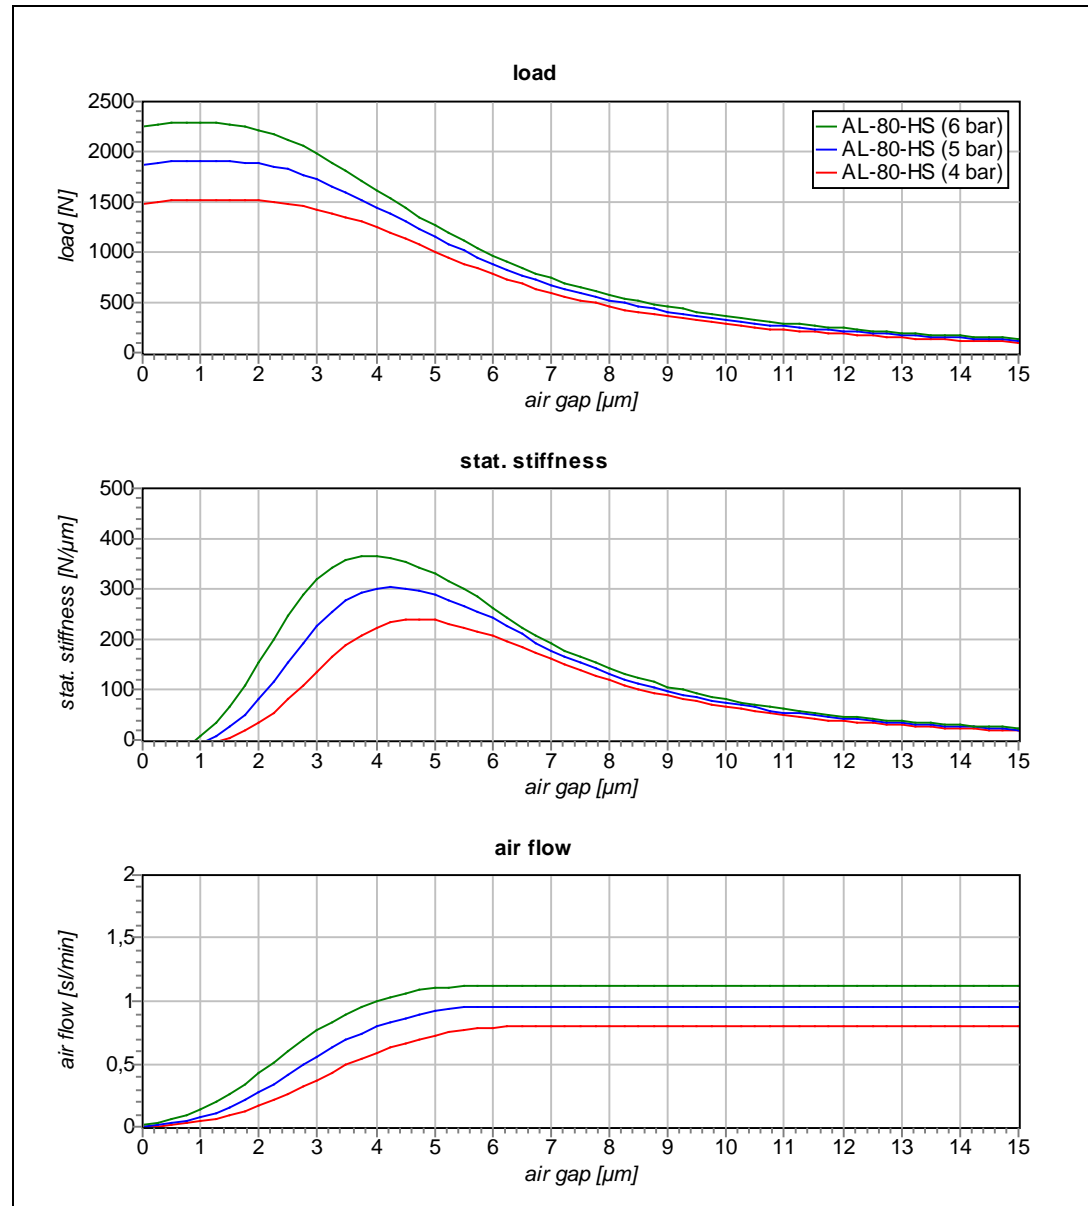 load
2500
2000
1500
1000
500
0
load [N]
AL-80-HS (6 bar)
AL-80-HS (5 bar)
AL-80-HS (4 bar)
0 1 2 3 4 5 6 7 8 9 10 11 12 13 14 15
air gap [µm]
stat. stiffness
500
400
300
200
100
0
stat. stiffness [N/µm]
0 1 2 3 4 5 6 7 8 9 10 11 12 13 14 15
air gap [µm]
air flow
2
1,5
1
0,5
0
air flow [sl/min]
0 1 2 3 4 5 6 7 8 9 10 11 12 13 14 15
air gap [µm]